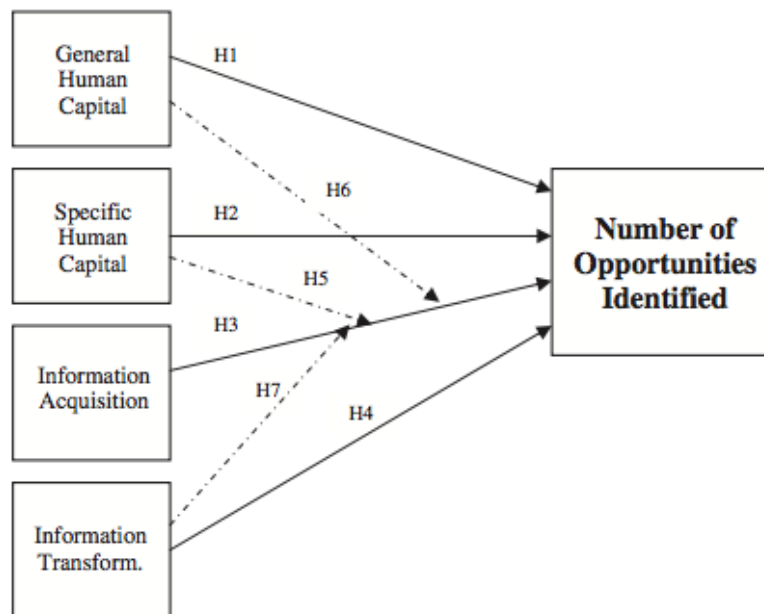 General
Human
Capital
H1
H6
Specific
Human
Capital
H2
H5
Number of
Opportunities
Identified
Information
Acquisition
H3
H7
H4
Information
Transform.